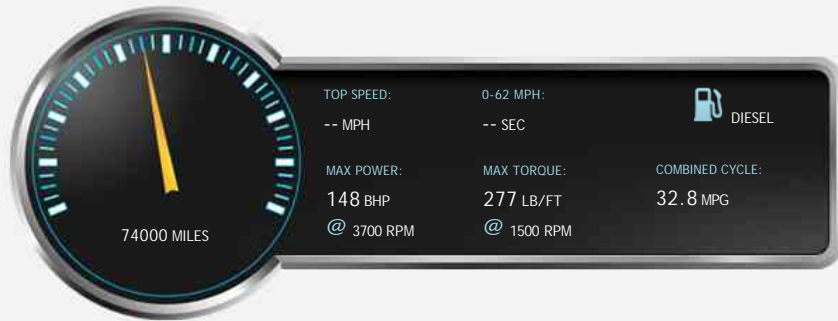 TOP SPEED:
-- MPH
0-62 MPH:
-- SEC
DIESEL
MAX POWER:
148 BHP
@ 3700 RPM
MAX TORQUE:
277 LB/FT
@ 1500 RPM
COMBINED CYCLE:
32.8 MPG
74000 MILES